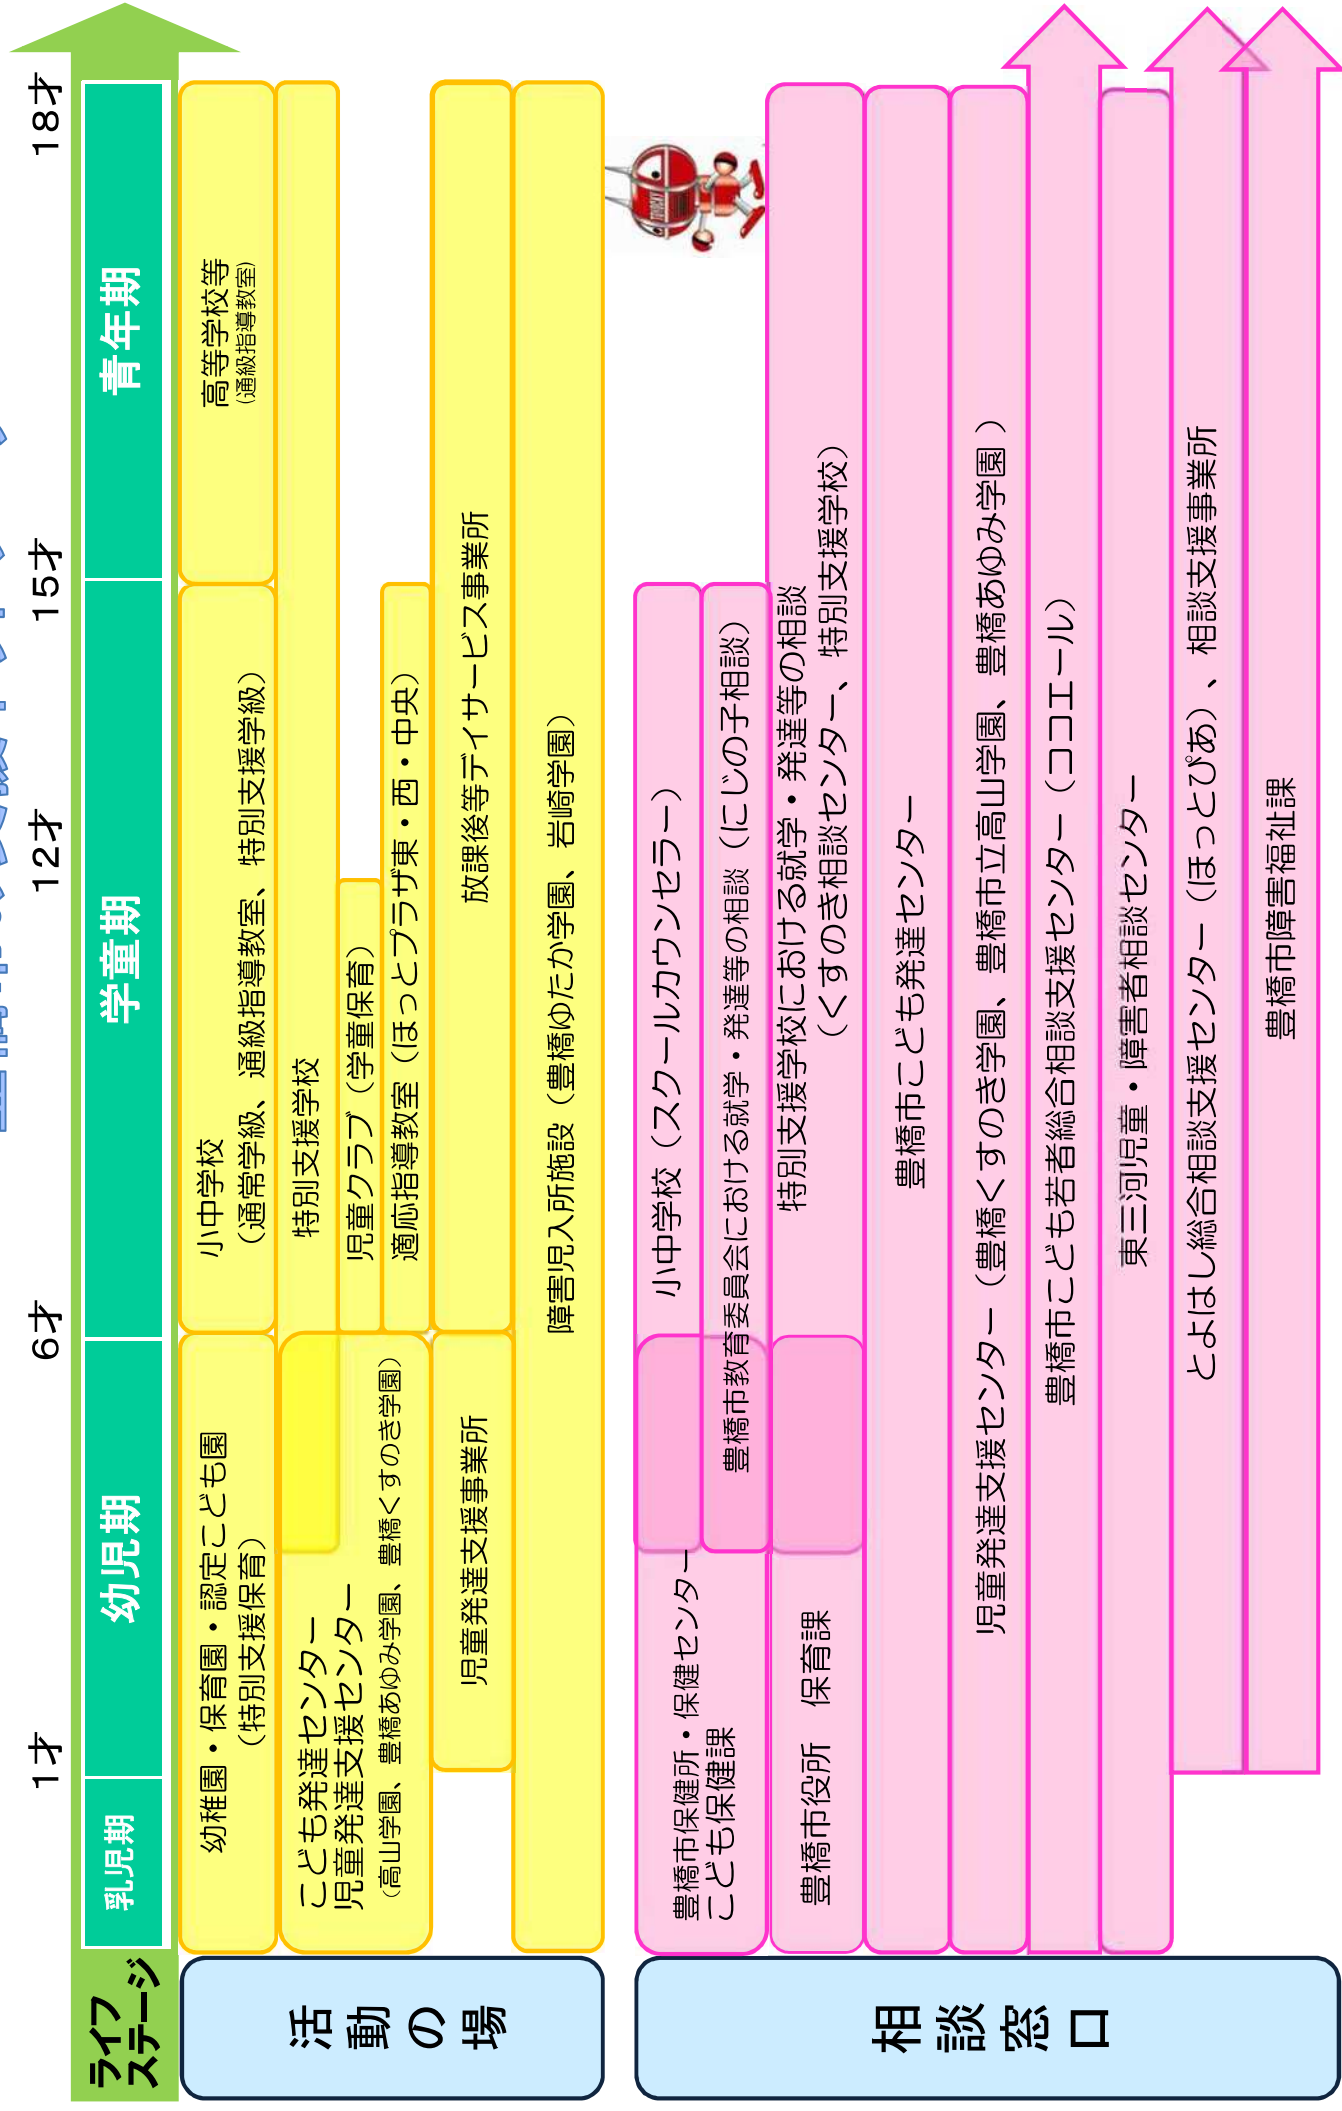 1才
6才
12才
15才
18才
ライフ
ステージ
乳児期
幼児期
学童期
青年期
活動の場
幼稚園・保育園・認定こども園
（特別支援保育）
小中学校
（通常学級、通級指導教室、特別支援学級）
高等学校等
（通級指導教室）
こども発達センター
児童発達支援センター
（高山学園、豊橋あゆみ学園、豊橋くすのき学園）
特別支援学校
児童クラブ（学童保育）
適応指導教室（ほっとプラザ東・西・中央）
児童発達支援事業所
放課後等デイサービス事業所
障害児入所施設（豊橋ゆたか学園、岩崎学園）
相談窓口
豊橋市保健所・保健センター
こども保健課
小中学校（スクールカウンセラー）
豊橋市教育委員会における就学・発達等の相談（にじの子相談）
豊橋市役所　保育課
特別支援学校における就学・発達等の相談
（くすのき相談センター、特別支援学校）
豊橋市こども発達センター
児童発達支援センター（豊橋くすのき学園、豊橋市立高山学園、豊橋あゆみ学園）
豊橋市こども若者総合相談支援センター（ココエール）
東三河児童・障害者相談センター
とよはし総合相談支援センター（ほっとぴあ）、相談支援事業所
豊橋市障害福祉課